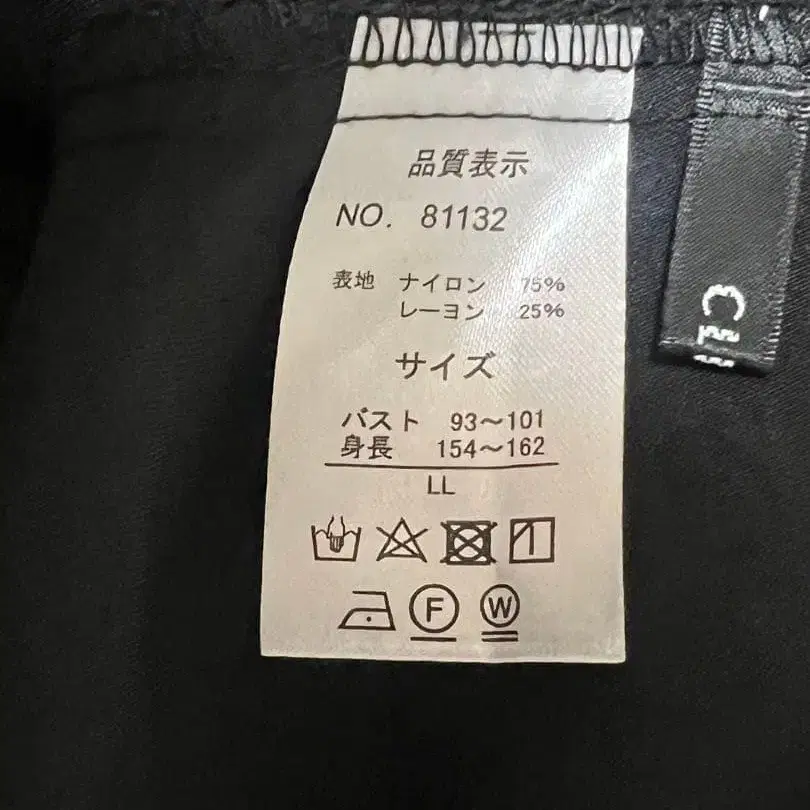 品質表示
NO. 81132
表地 ナイロン 75%
レーヨン 25%
サイズ
バスト 93～101
身長 154～162
LL
F
W